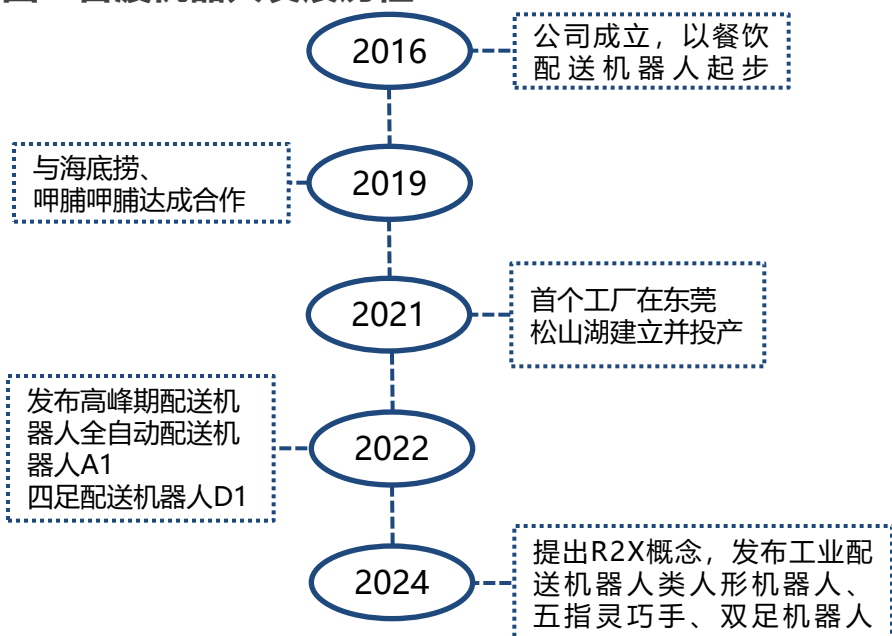 2016
公司成立，以餐饮
配送机器人起步
与海底捞、
呷脯呷脯达成合作
2019
2021
首个工厂在东莞
松山湖建立并投产
发布高峰期配送机
器人全自动配送机
器人A1
四足配送机器人D1
2022
2024
提出R2X概念，发布工业配
送机器人类人形机器人、
五指灵巧手、双足机器人